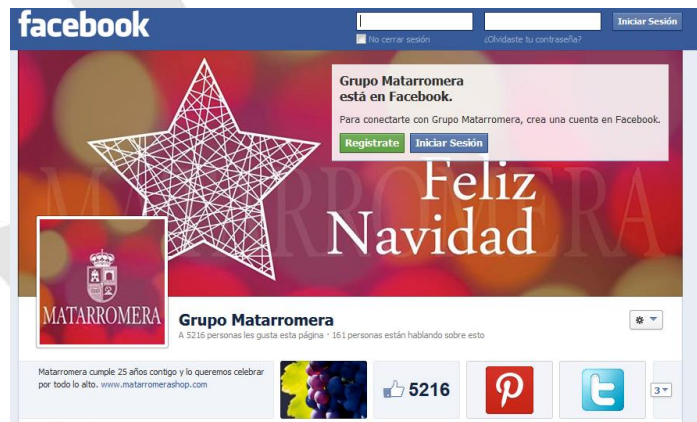 facebook
Iniciar Sesión
No cerrar sesión
¿Olvidaste tu contraseña?
Grupo Matarromera
está en Facebook.
Para conectarte con Grupo Matarromera, crea una cuenta en Facebook.
Regístrate Iniciar Sesión
MATARROMERA
Feliz
Navidad
MATARROMERA
Grupo Matarromera
A 5216 personas les gusta esta página · 161 personas están hablando sobre esto
Matarromera cumple 25 años contigo y lo queremos celebrar
por todo lo alto. www.matarromerashop.com
5216
3